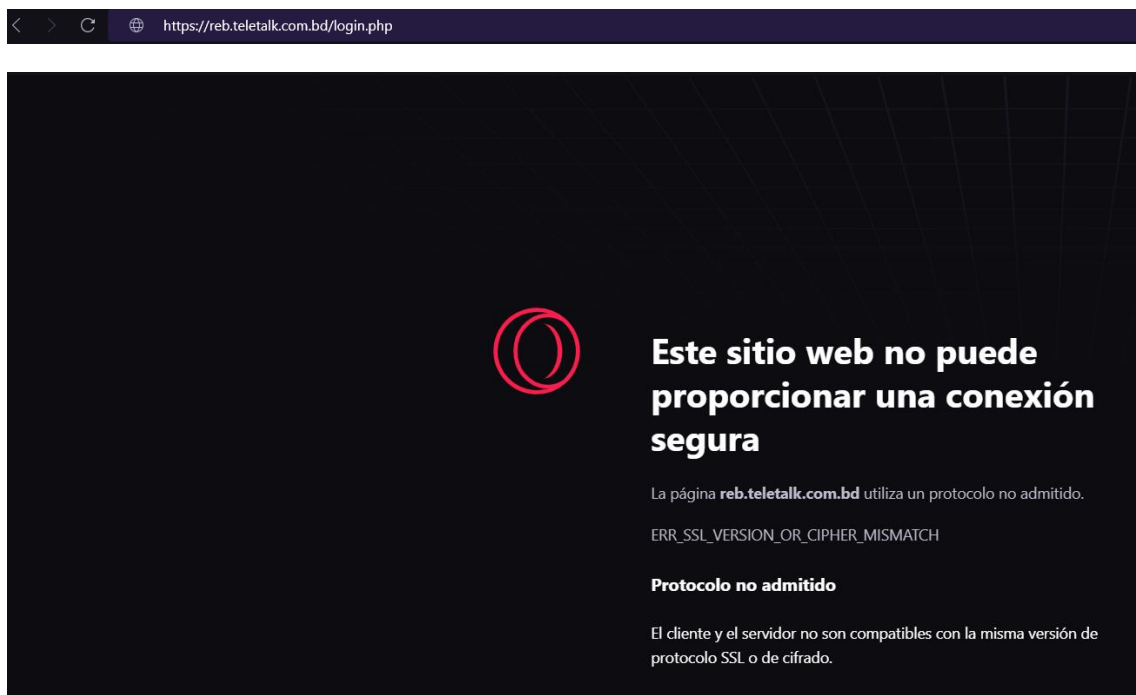 https://reb.teletalk.com.bd/login.php
Este sitio web no puede
proporcionar una conexión
segura
La página reb.teletalk.com.bd utiliza un protocolo no admitido.
ERR_SSL_VERSION_OR_CIPHER_MISMATCH
Protocolo no admitido
El cliente y el servidor no son compatibles con la misma versión de
protocolo SSL o de cifrado.